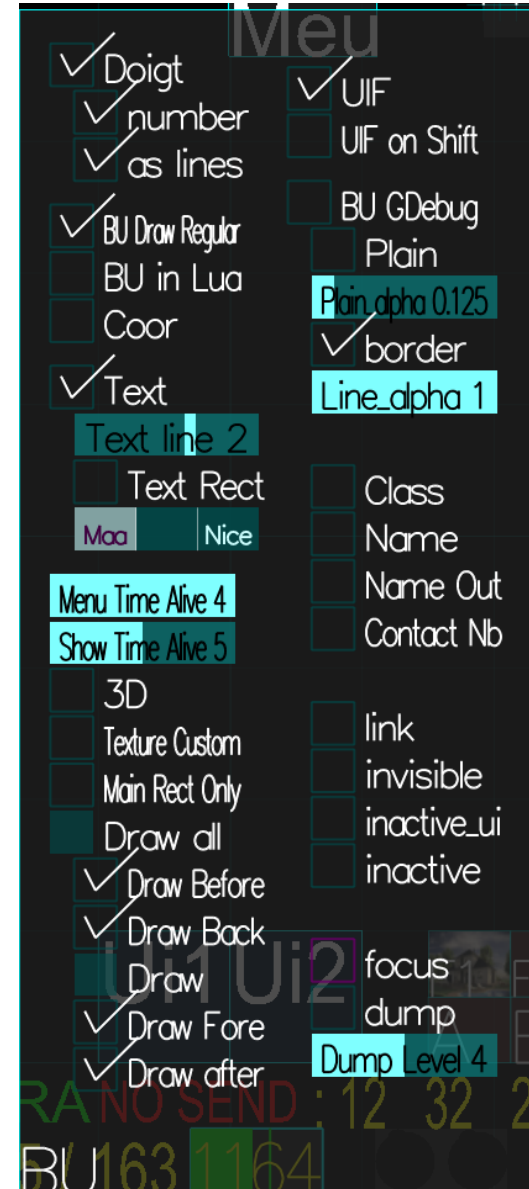 Meu
Doigt
number
as lines
BU Draw Regular
BU in Lua
Coor
Text
Text line 2
Text Rect
Maa Nice
Menu Time Alive 4
Show Time Alive 5
3D
Texture Custom
Main Rect Only
Draw all
Draw Before
Draw Back
Draw
Draw Fore
Draw after
UIF
UIF on Shift
BU GDebug
Plain
Plain_alpha 0.125
border
Line_alpha 1
Class
Name
Name Out
Contact Nb
link
invisible
inactive_ui
inactive
focus
dump
Dump Level 4
Ui1 Ui2
RA NO SEND : 12 32 2
BU / 163 1164